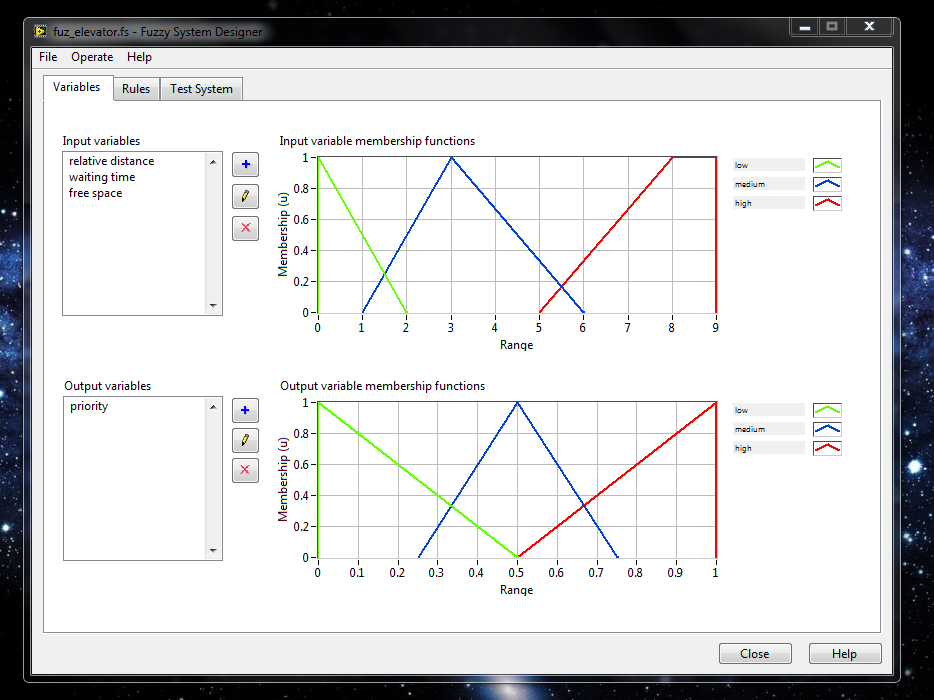 fuz_elevator.fs - Fuzzy System Designer
File Operate Help
Variables Rules Test System
Input variables
relative distance
waiting time
free space
Input variable membership functions
Membership (u)
1
0.8
0.6
0.4
0.2
0
0 1 2 3 4 5 6 7 8 9
Range
low
medium
high
Output variables
priority
Output variable membership functions
Membership (u)
1
0.8
0.6
0.4
0.2
0
0 0.1 0.2 0.3 0.4 0.5 0.6 0.7 0.8 0.9 1
Range
low
medium
high
Close Help